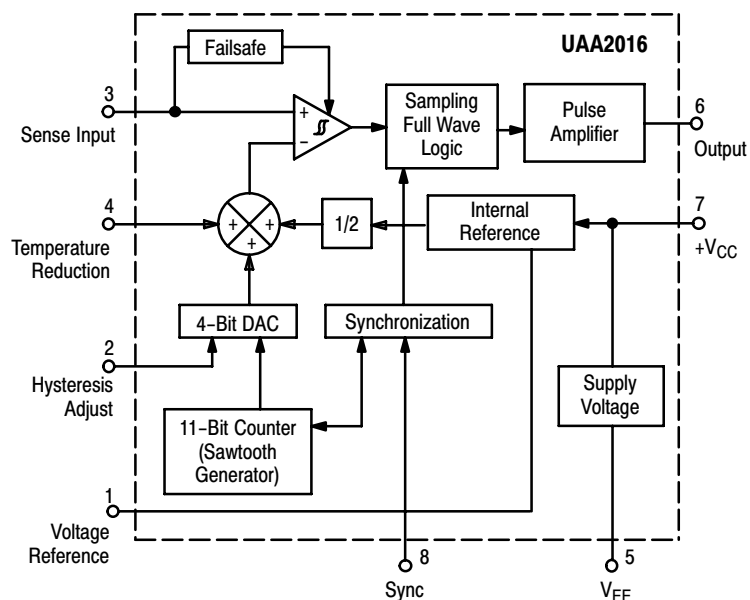 UAA2016
Failsafe
3
Sense Input
+
−
Sampling
Full Wave
Logic
Pulse
Amplifier
6
Output
4
Temperature
Reduction
+
+
+
1/2
Internal
Reference
7
+VCC
4−Bit DAC
Synchronization
2
Hysteresis
Adjust
Supply
Voltage
11−Bit Counter
(Sawtooth
Generator)
1
Voltage
Reference
8
Sync
5
VEE